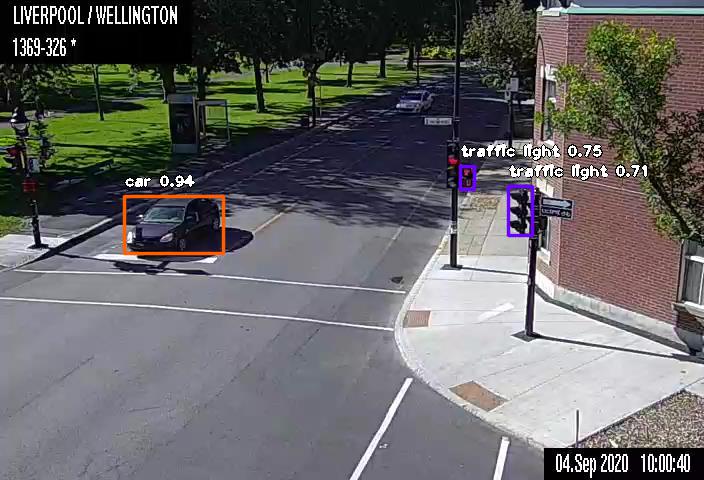 LIVERPOOL / WELLINGTON
1369-326 *
traffic light 0.75
traffic light 0.71
car 0.94
04.Sep 2020 10:00:40